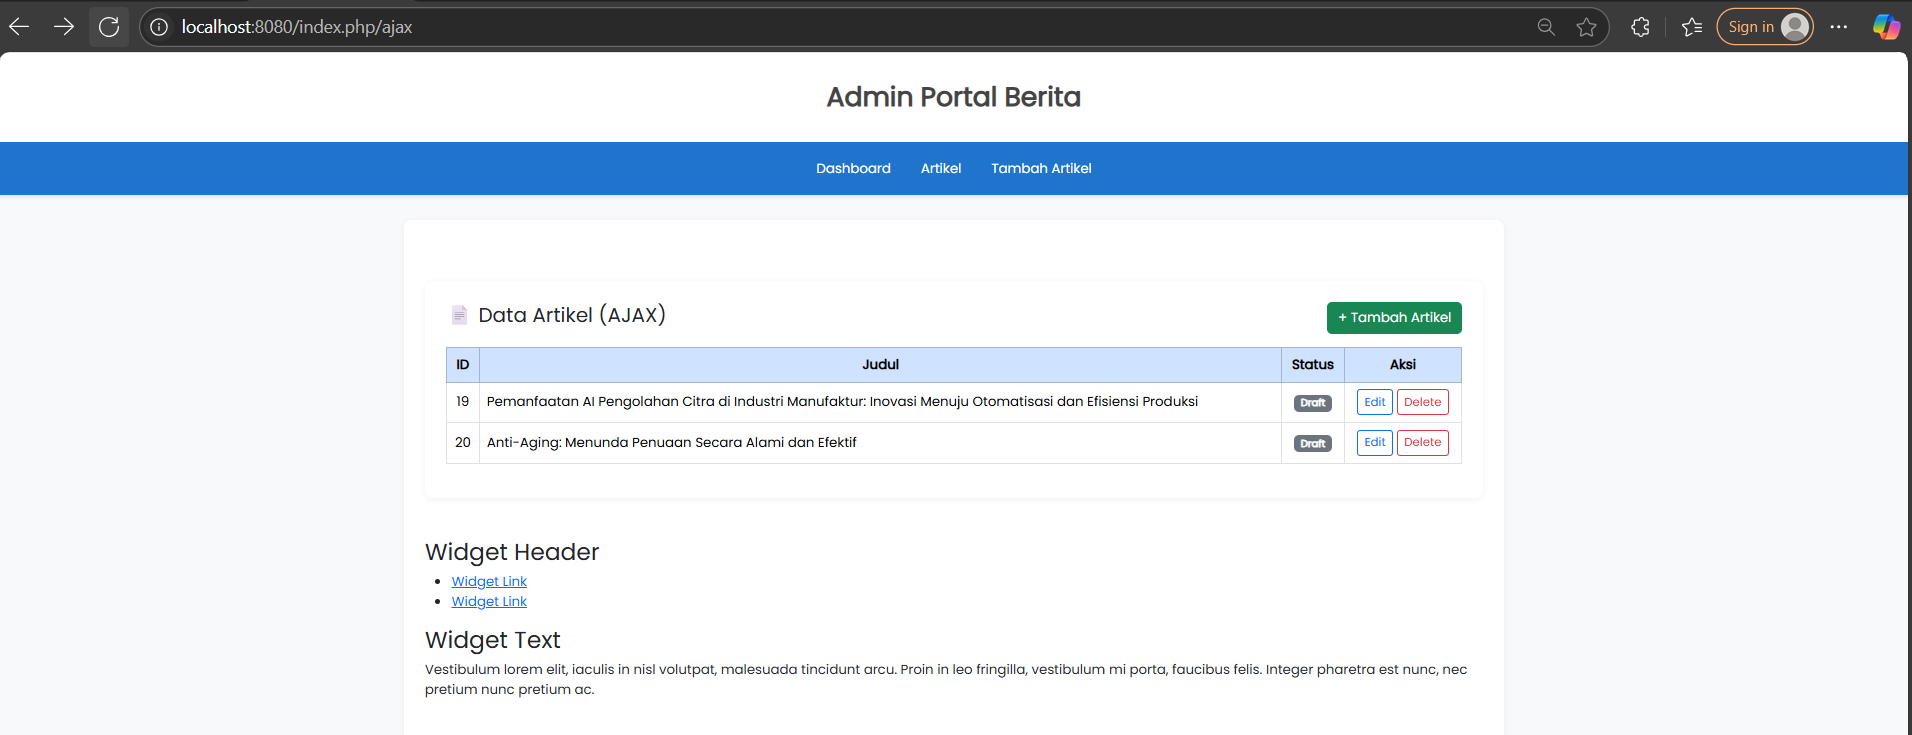 localhost:8080/index.php/ajax
Sign in
Admin Portal Berita
Dashboard Artikel Tambah Artikel
Data Artikel (AJAX)
+ Tambah Artikel
ID Judul Status Aksi
19 Pemanfaatan AI Pengolahan Citra di Industri Manufaktur: Inovasi Menuju Otomatisasi dan Efisiensi Produksi Draft Edit Delete
20 Anti-Aging: Menunda Penuaan Secara Alami dan Efektif Draft Edit Delete
Widget Header
Widget Link
Widget Link
Widget Text
Vestibulum lorem elit, iaculis in nisl volutpat, malesuada tincidunt arcu. Proin in leo fringilla, vestibulum mi porta, faucibus felis. Integer pharetra est nunc, nec
pretium nunc pretium ac.